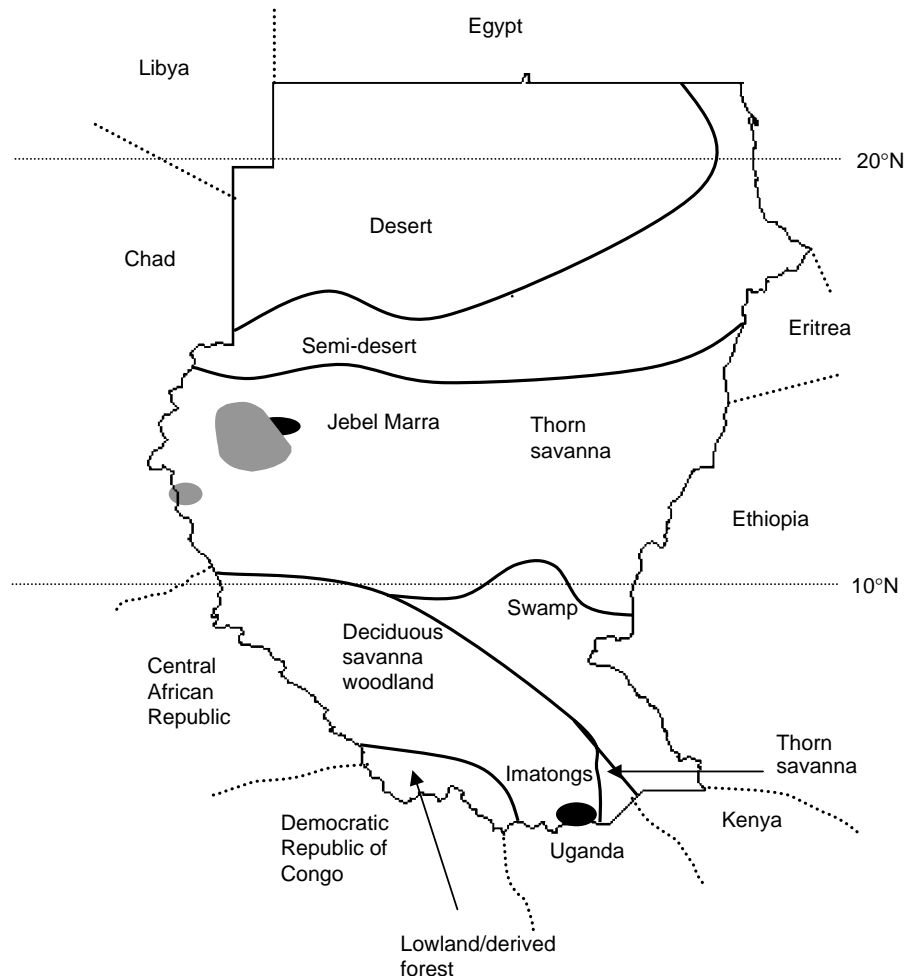 Egypt
Libya
20°N
Desert
Chad
Eritrea
Semi-desert
Jebel Marra
Thorn
savanna
Ethiopia
10°N
Swamp
Deciduous
savanna
woodland
Central
African
Republic
Thorn
savanna
Imatongs
Democratic
Republic of
Congo
Kenya
Uganda
Lowland/derived
forest